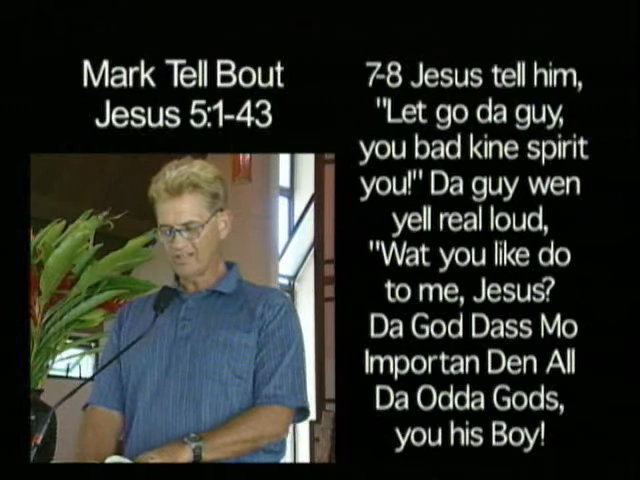 Mark Tell Bout
Jesus 5:1-43
7-8 Jesus tell him,
"Let go da guy,
you bad kine spirit
you!" Da guy wen
yell real loud,
"Wat you like do
to me, Jesus?
Da God Dass Mo
Importan Den All
Da Odda Gods,
you his Boy!